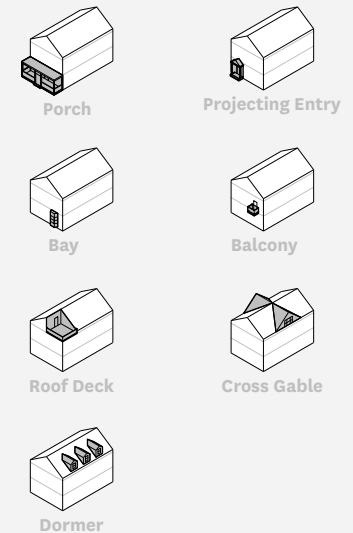 Porch
Projecting Entry
Bay
Balcony
Roof Deck
Cross Gable
Dormer